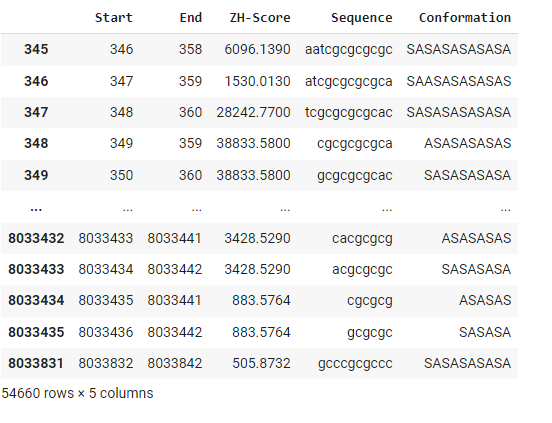 Start End ZH-Score Sequence Conformation
345 346 358 6096.1390 aatcgcgcgcgc SASASASASASA
346 347 359 1530.0130 atcgcgcgcgca SAASASASASAS
347 348 360 28242.7700 tcgcgcgcgcac SASASASASASA
348 349 359 38833.5800 cgcgcgcgca ASASASASAS
349 350 360 38833.5800 gcgcgcgcac SASASASASA
... ... ... ... ... ...
8033432 8033433 8033441 3428.5290 cacgcgcg ASASASAS
8033433 8033434 8033442 3428.5290 acgcgcgc SASASASA
8033434 8033435 8033441 883.5764 cgcgcg ASASAS
8033435 8033436 8033442 883.5764 gcgcgc SASASA
8033831 8033832 8033842 505.8732 gcccgcgccc SASASASASA
54660 rows × 5 columns